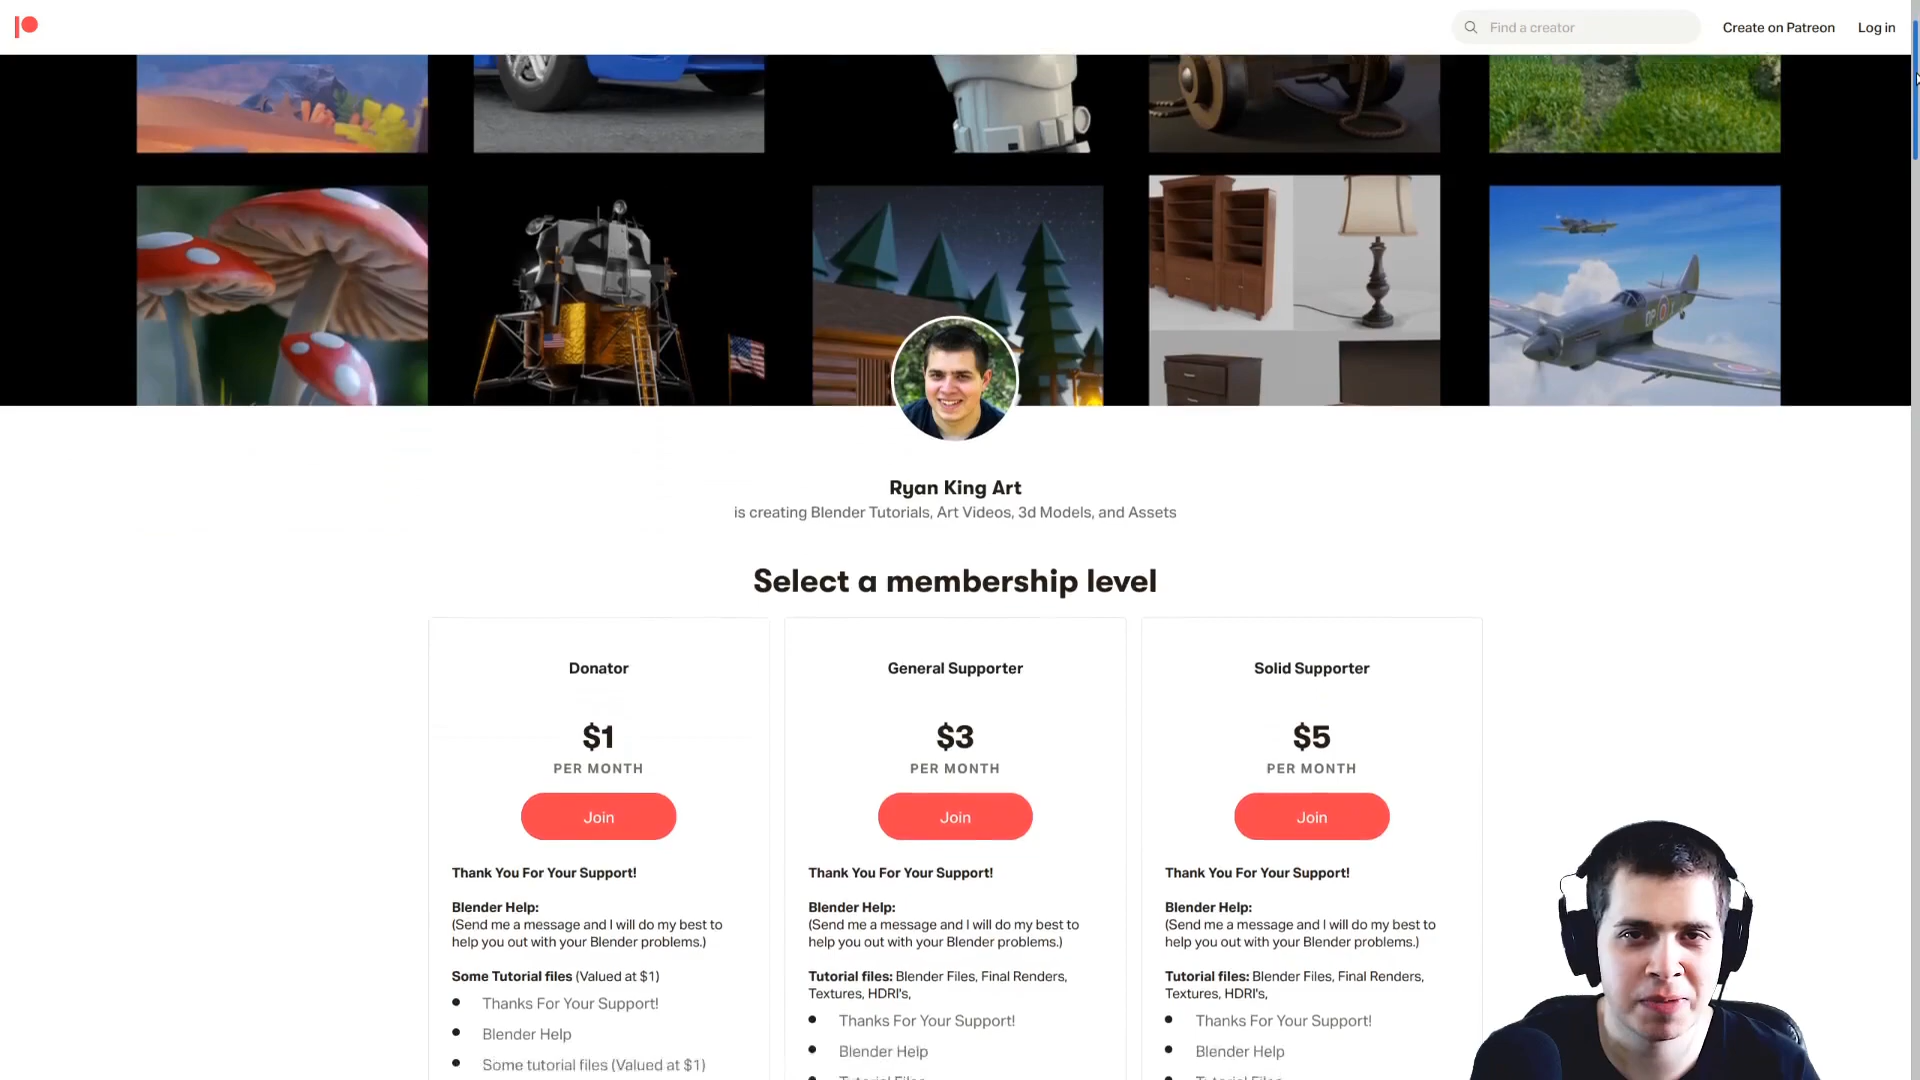 Find a creator
Create on Patreon
Log in
Ryan King Art
is creating Blender Tutorials, Art Videos, 3d Models, and Assets
Select a membership level
Donator
$1
PER MONTH
Join
Thank You For Your Support!
Blender Help:
(Send me a message and I will do my best to
help you out with your Blender problems.)
Some Tutorial files (Valued at $1)
Thanks For Your Support!
Blender Help
Some tutorial files (Valued at $1)
General Supporter
$3
PER MONTH
Join
Thank You For Your Support!
Blender Help:
(Send me a message and I will do my best to
help you out with your Blender problems.)
Tutorial files: Blender Files, Final Renders,
Textures, HDRI's,
Thanks For Your Support!
Blender Help
Tutorial Files
Solid Supporter
$5
PER MONTH
Join
Thank You For Your Support!
Blender Help:
(Send me a message and I will do my best to
help you out with your Blender problems.)
Tutorial files: Blender Files, Final Renders,
Textures, HDRI's,
Thanks For Your Support!
Blender Help
Tutorial Files